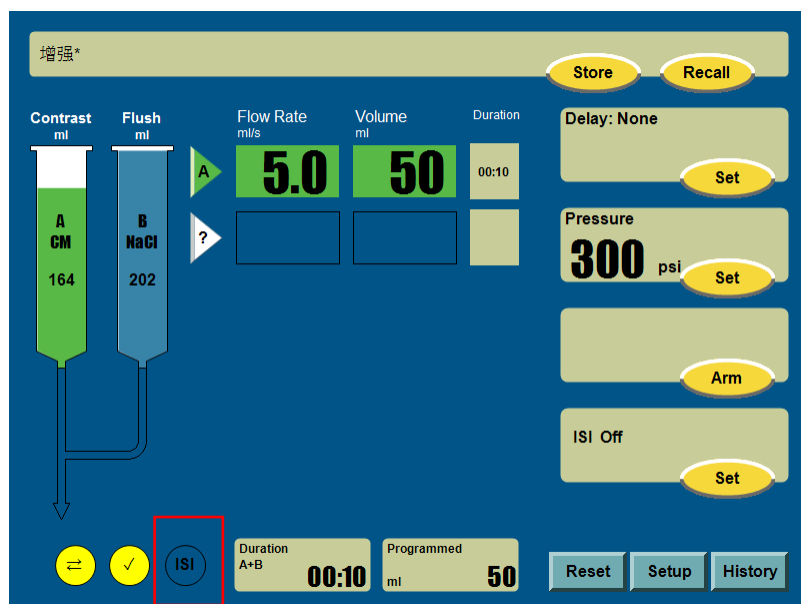 增强*
Store
Recall
Contrast
ml
Flush
ml
Flow Rate
ml/s
Volume
ml
Duration
A
5.0
50
00:10
?
A
CM
164
B
NaCl
202
Delay: None
Set
Pressure
300 psi
Set
Arm
ISI Off
Set
⇄
✓
ISI
Duration
A+B
00:10
Programmed
ml
50
Reset
Setup
History